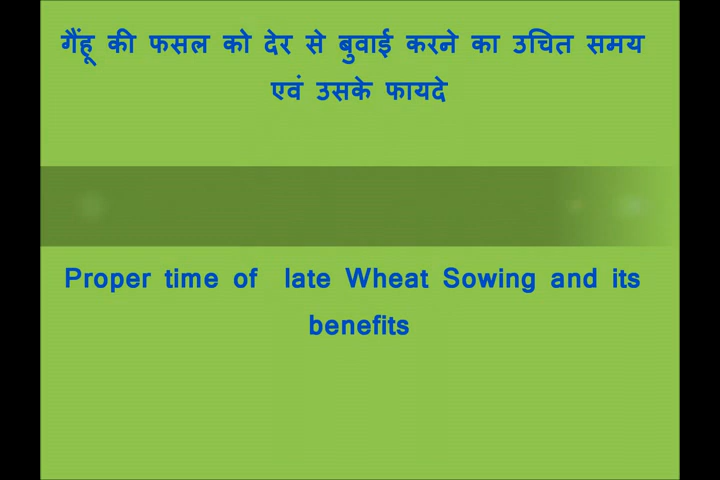 गैंहू की फसल को देर से बुवाई करने का उचित समय
एवं उसके फायदे
Proper time of late Wheat Sowing and its
benefits